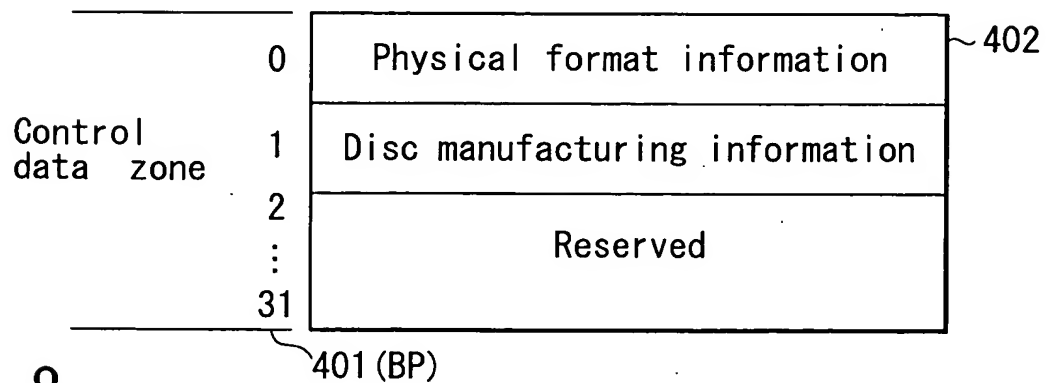 0 Physical format information 402
Control
data zone
1 Disc manufacturing information
2
⋮
Reserved
31
401(BP)